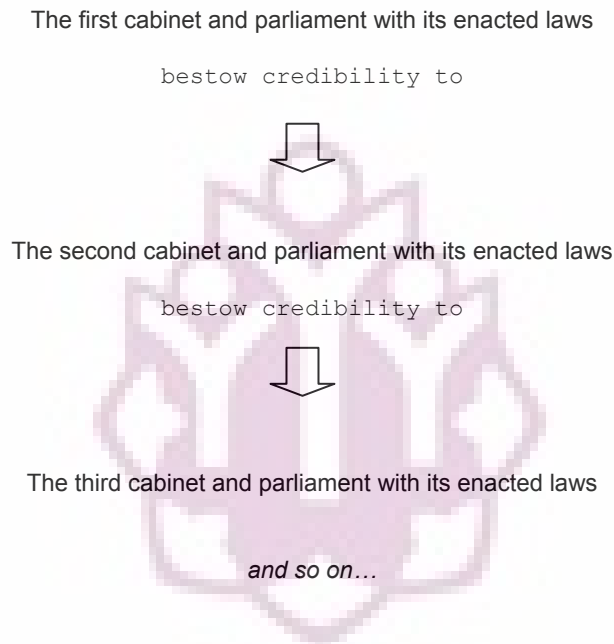 The first cabinet and parliament with its enacted laws
bestow credibility to
The second cabinet and parliament with its enacted laws
bestow credibility to
The third cabinet and parliament with its enacted laws
and so on…